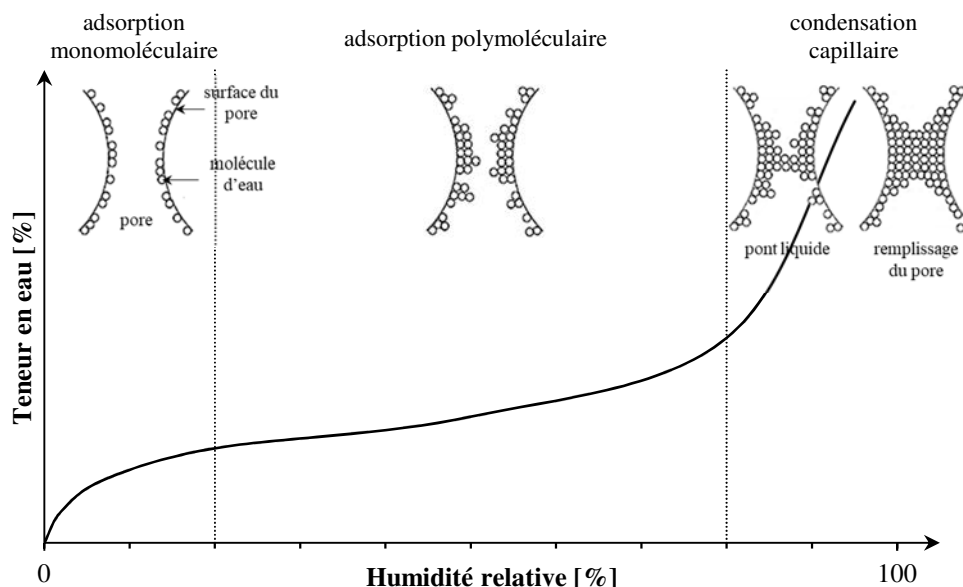 adsorption
monomoléculaire
adsorption polymoléculaire
condensation
capillaire
surface du
pore
molécule
d'eau
pore
pont liquide
remplissage
du pore
Teneur en eau [%]
0
Humidité relative [%]
100